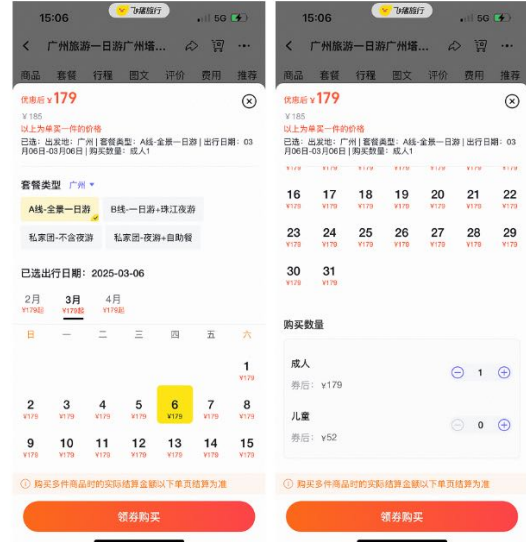 15:06
飞猪旅行
5G
广州旅游一日游广州塔...
商品 套餐 行程 图文 评价 费用 推荐
优惠后 ¥179
¥185
以上为单买一件的价格
已选：出发地：广州 | 套餐类型：A线-全景一日游 | 出行日期：03
月06日-03月06日 | 购买数量：成人1
套餐类型 广州
A线-全景一日游 B线-一日游+珠江夜游
私家团-不含夜游 私家团-夜游+自助餐
已选出行日期：2025-03-06
2月 3月 4月
¥179起 ¥179起 ¥179起
日 一 二 三 四 五 六
1
¥179
2 3 4 5 6 7 8
¥179 ¥179 ¥179 ¥179 ¥179 ¥179 ¥179
9 10 11 12 13 14 15
¥179 ¥179 ¥179 ¥179 ¥179 ¥179 ¥179
购买多件商品时的实际结算金额以下单页结算为准
领券购买
15:06
飞猪旅行
5G
广州旅游一日游广州塔...
商品 套餐 行程 图文 评价 费用 推荐
优惠后 ¥179
¥185
以上为单买一件的价格
已选：出发地：广州 | 套餐类型：A线-全景一日游 | 出行日期：03
月06日-03月06日 | 购买数量：成人1
¥179 ¥179 ¥179 ¥179 ¥179 ¥179 ¥179
16 17 18 19 20 21 22
¥179 ¥179 ¥179 ¥179 ¥179 ¥179 ¥179
23 24 25 26 27 28 29
¥179 ¥179 ¥179 ¥179 ¥179 ¥179 ¥179
30 31
¥179 ¥179
购买数量
成人
1
券后：¥179
儿童
0
券后：¥52
购买多件商品时的实际结算金额以下单页结算为准
领券购买